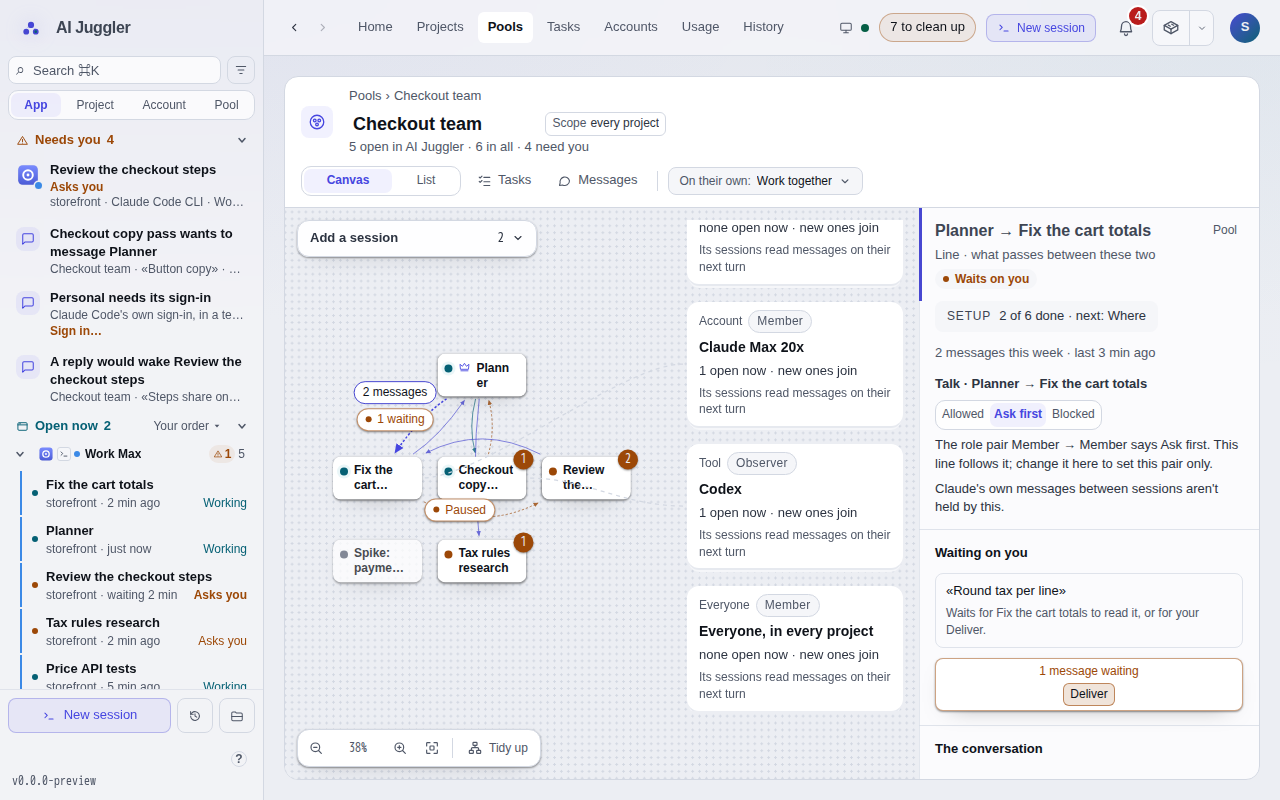 AI Juggler
Search ⌘K
App Project Account Pool
Needs you 4
Review the checkout steps
Asks you
storefront · Claude Code CLI · Wo…
Checkout copy pass wants to
message Planner
Checkout team · «Button copy» · …
Personal needs its sign-in
Claude Code's own sign-in, in a te…
Sign in…
A reply would wake Review the
checkout steps
Checkout team · «Steps share on…
Open now 2 Your order
Work Max 1 5
Fix the cart totals
storefront · 2 min ago Working
Planner
storefront · just now Working
Review the checkout steps
storefront · waiting 2 min Asks you
Tax rules research
storefront · 2 min ago Asks you
Price API tests
storefront · 5 min ago Working
New session
?
v0.0.0-preview
Home Projects Pools Tasks Accounts Usage History
7 to clean up
New session
4
S
Pools › Checkout team
Checkout team
Scope every project
5 open in AI Juggler · 6 in all · 4 need you
Canvas List Tasks Messages
On their own: Work together
Add a session 2
Plann
er
2 messages
1 waiting
Fix the
cart…
Checkout
copy…
1
Review
the…
2
Paused
Spike:
payme…
Tax rules
research
1
38%
Tidy up
none open now · new ones join
Its sessions read messages on their
next turn
Account Member
Claude Max 20x
1 open now · new ones join
Its sessions read messages on their
next turn
Tool Observer
Codex
1 open now · new ones join
Its sessions read messages on their
next turn
Everyone Member
Everyone, in every project
none open now · new ones join
Its sessions read messages on their
next turn
Planner → Fix the cart totals Pool
Line · what passes between these two
Waits on you
SETUP 2 of 6 done · next: Where
2 messages this week · last 3 min ago
Talk · Planner → Fix the cart totals
Allowed Ask first Blocked
The role pair Member → Member says Ask first. This
line follows it; change it here to set this pair only.
Claude's own messages between sessions aren't
held by this.
Waiting on you
«Round tax per line»
Waits for Fix the cart totals to read it, or for your
Deliver.
1 message waiting
Deliver
The conversation